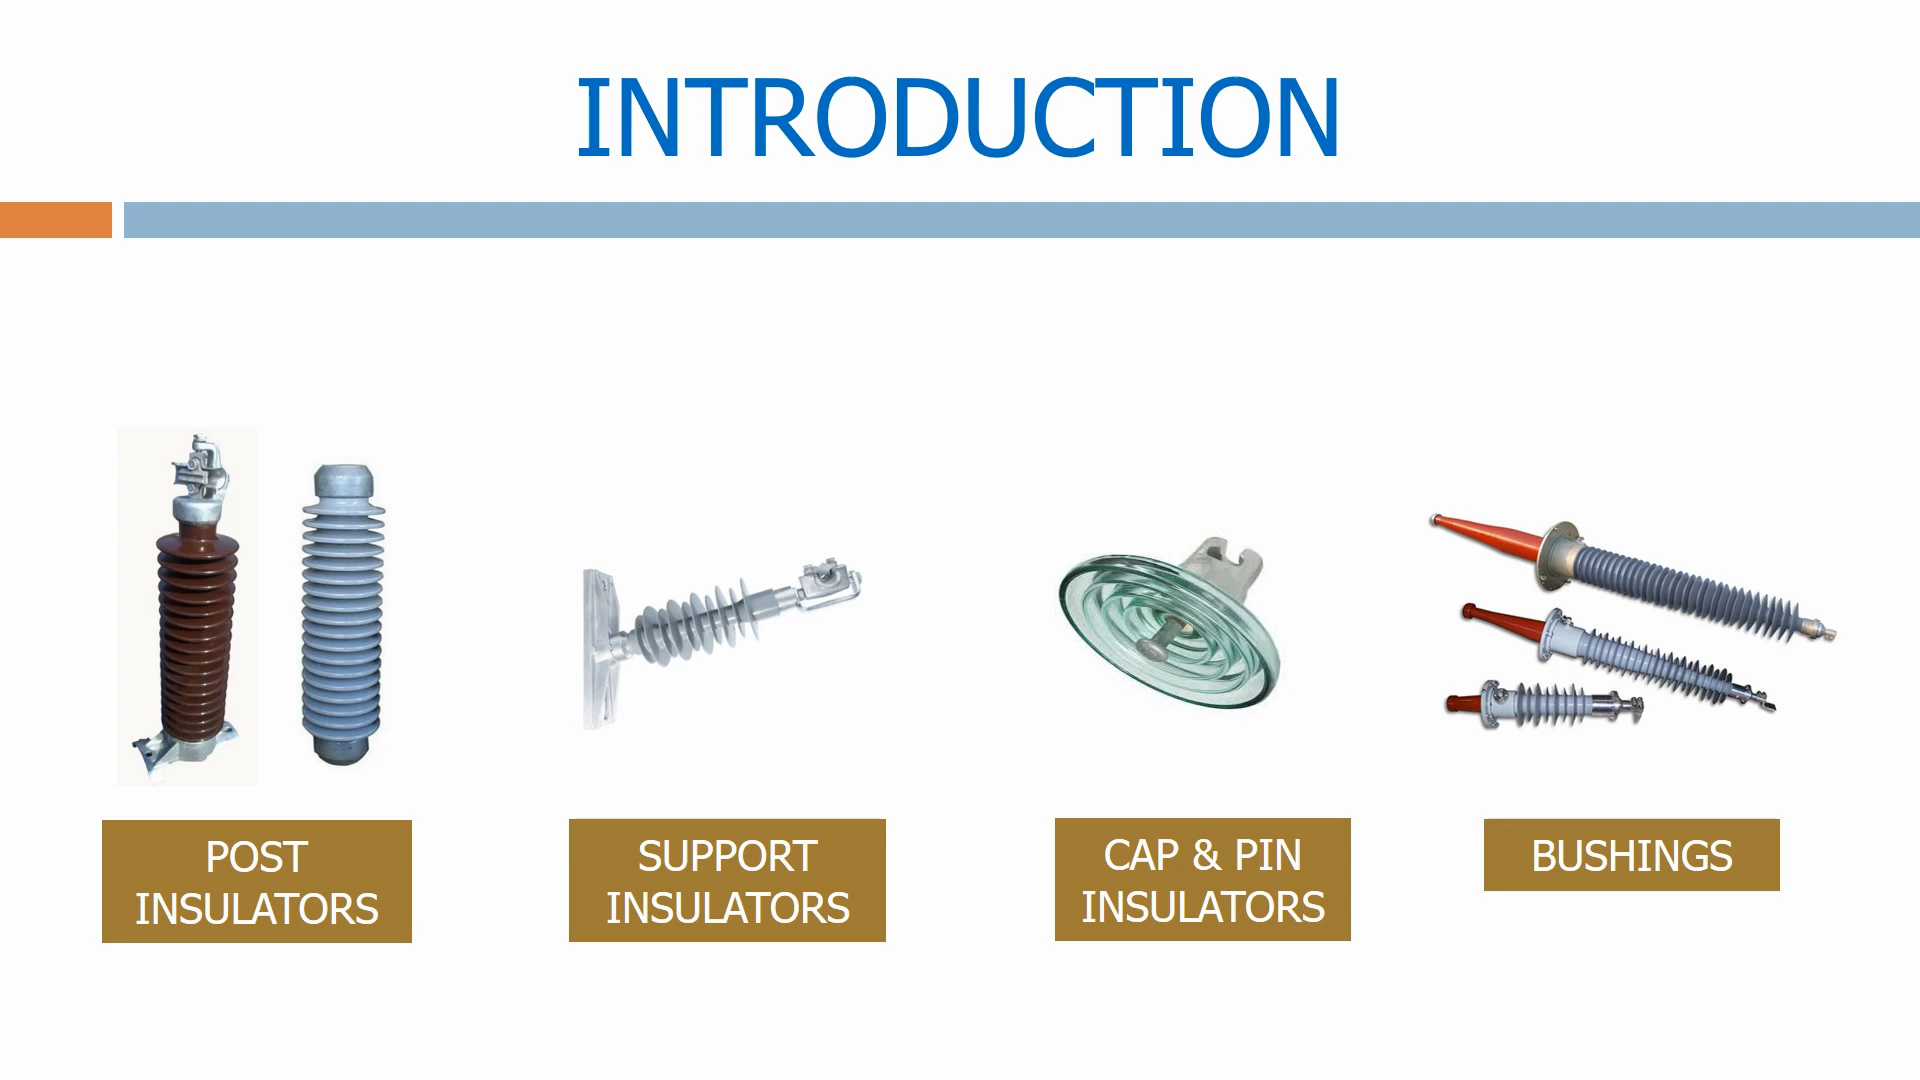 INTRODUCTION
POST
INSULATORS
SUPPORT
INSULATORS
CAP & PIN
INSULATORS
BUSHINGS